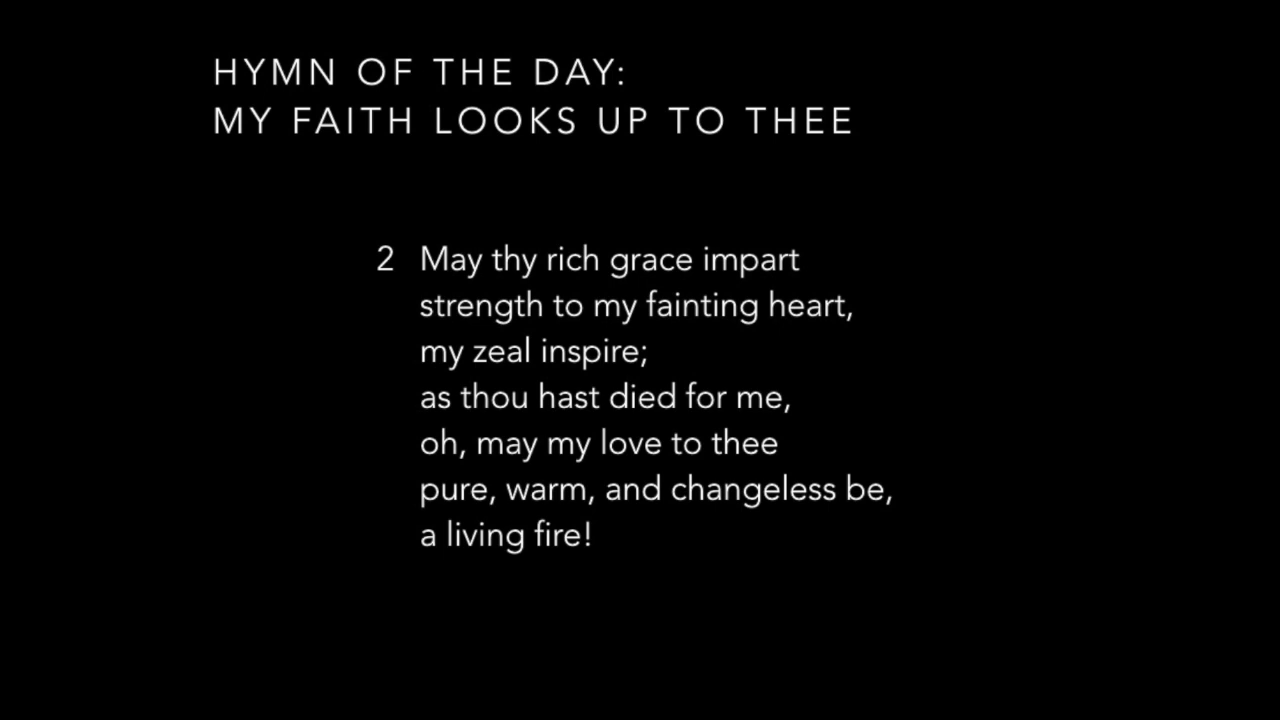 HYMN OF THE DAY:
MY FAITH LOOKS UP TO THEE
2 May thy rich grace impart
strength to my fainting heart,
my zeal inspire;
as thou hast died for me,
oh, may my love to thee
pure, warm, and changeless be,
a living fire!